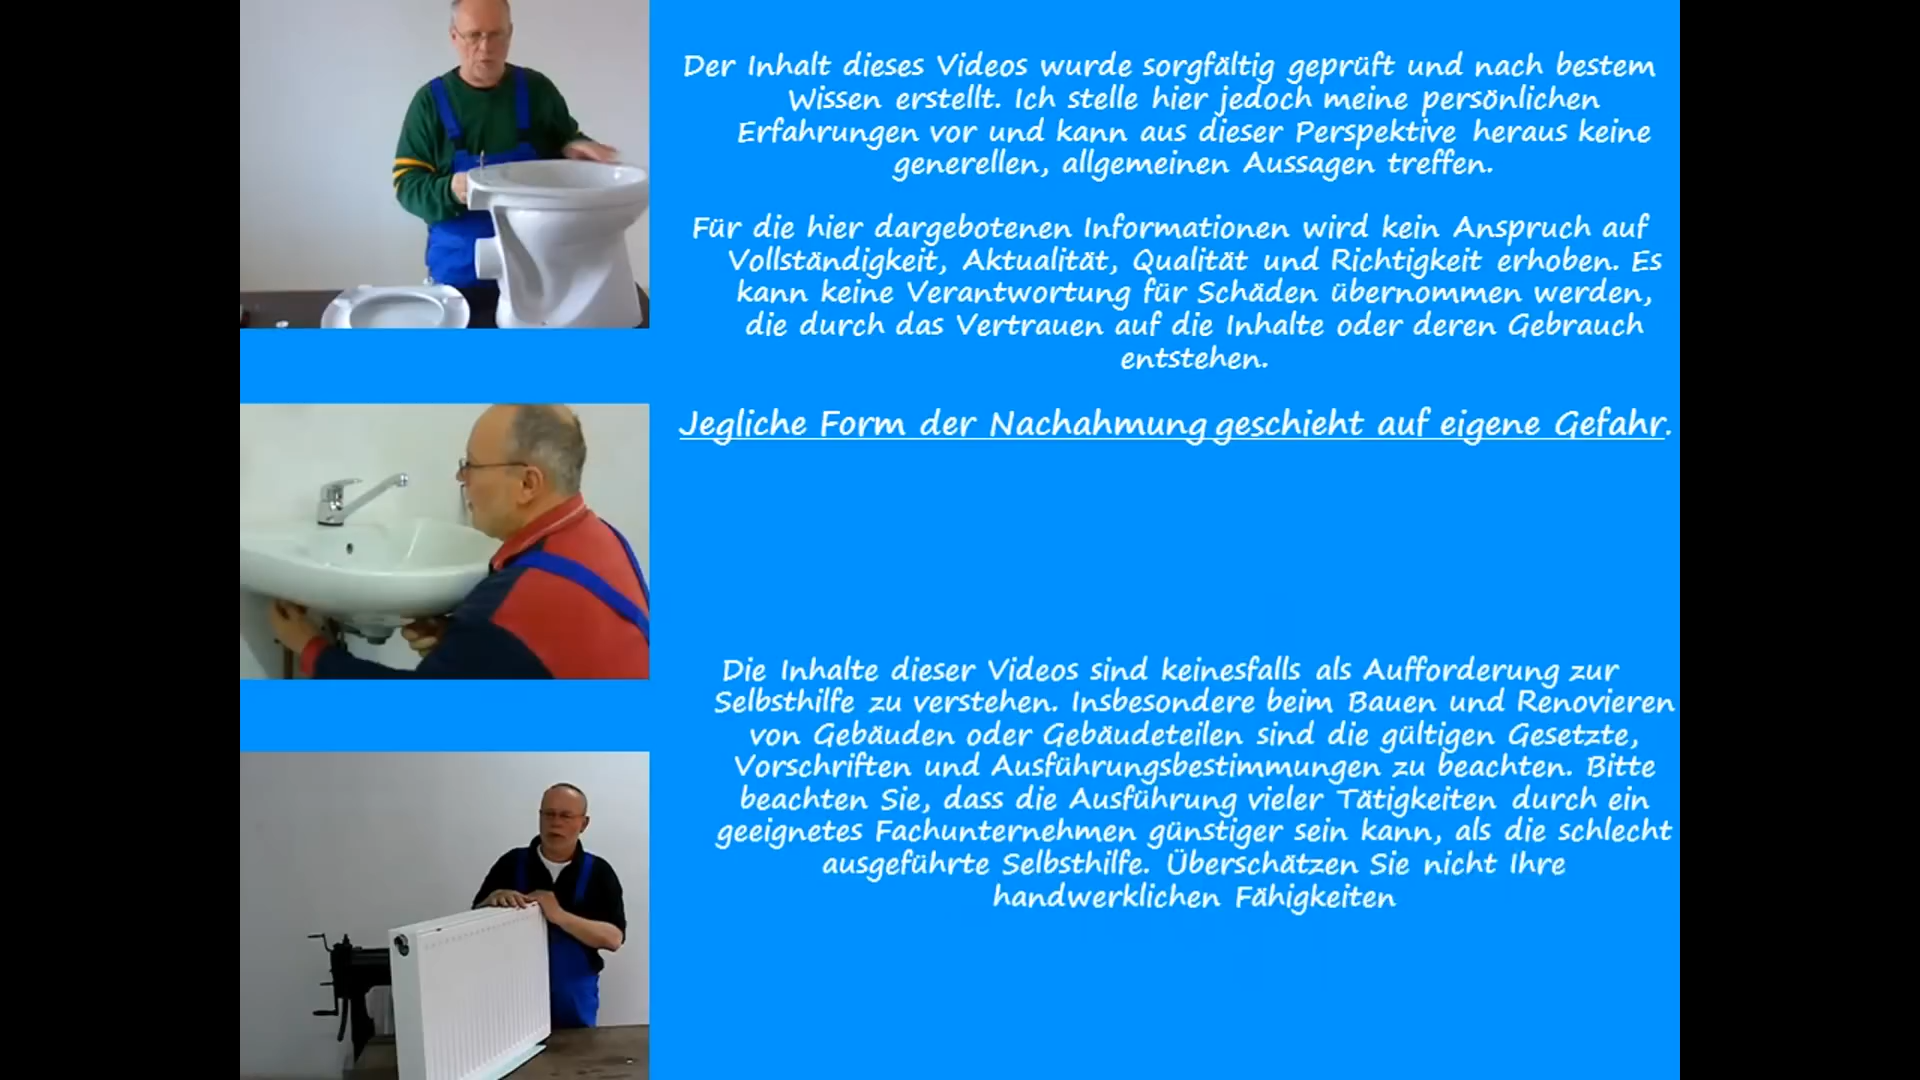 Der Inhalt dieses Videos wurde sorgfältig geprüft und nach bestem
Wissen erstellt. Ich stelle hier jedoch meine persönlichen
Erfahrungen vor und kann aus dieser Perspektive heraus keine
generellen, allgemeinen Aussagen treffen.
Für die hier dargebotenen Informationen wird kein Anspruch auf
Vollständigkeit, Aktualität, Qualität und Richtigkeit erhoben. Es
kann keine Verantwortung für Schäden übernommen werden,
die durch das Vertrauen auf die Inhalte oder deren Gebrauch
entstehen.
Jegliche Form der Nachahmung geschieht auf eigene Gefahr.
Die Inhalte dieser Videos sind keinesfalls als Aufforderung zur
Selbsthilfe zu verstehen. Insbesondere beim Bauen und Renovieren
von Gebäuden oder Gebäudeteilen sind die gültigen Gesetzte,
Vorschriften und Ausführungsbestimmungen zu beachten. Bitte
beachten Sie, dass die Ausführung vieler Tätigkeiten durch ein
geeignetes Fachunternehmen günstiger sein kann, als die schlecht
ausgeführte Selbsthilfe. Überschätzen Sie nicht Ihre
handwerklichen Fähigkeiten